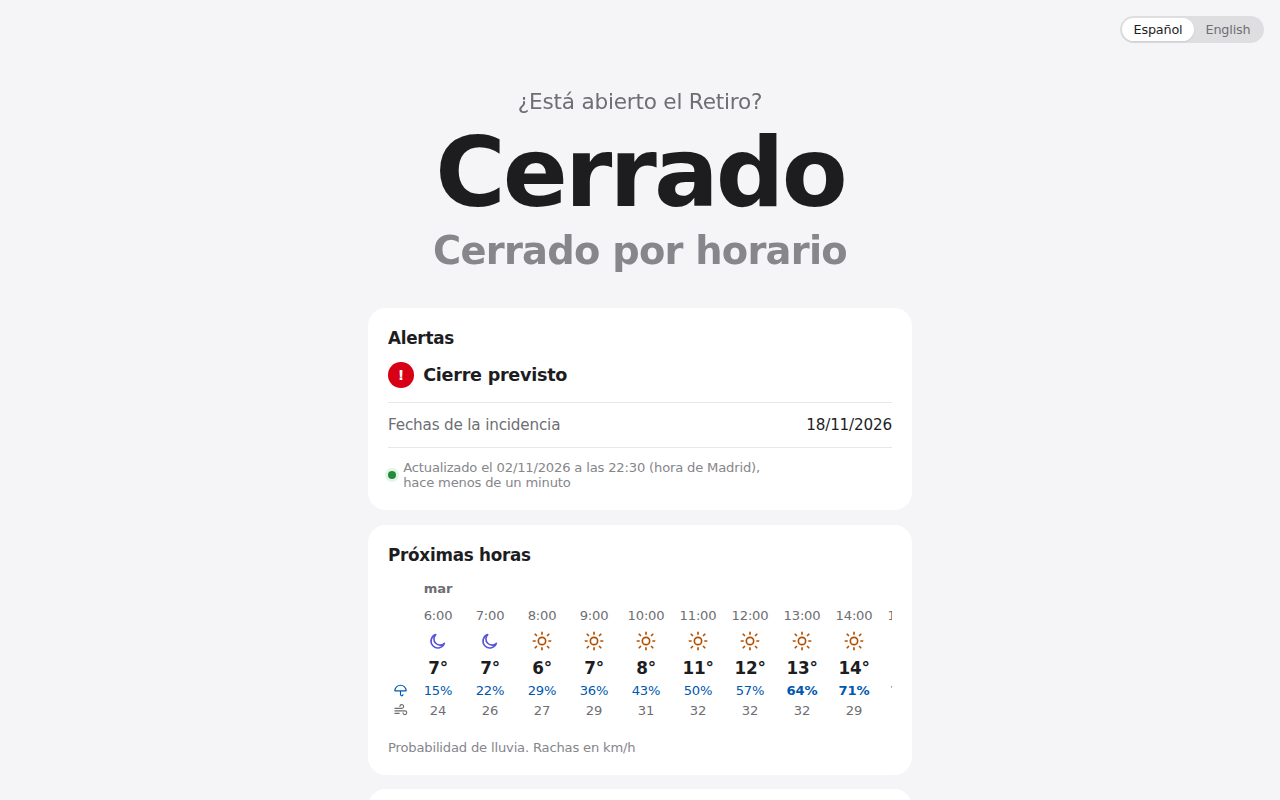 Español English
¿Está abierto el Retiro?
Cerrado
Cerrado por horario
Alertas
! Cierre previsto
Fechas de la incidencia 18/11/2026
Actualizado el 02/11/2026 a las 22:30 (hora de Madrid),
hace menos de un minuto
Próximas horas
mar
6:00 7:00 8:00 9:00 10:00 11:00 12:00 13:00 14:00
7° 7° 6° 7° 8° 11° 12° 13° 14°
15% 22% 29% 36% 43% 50% 57% 64% 71%
24 26 27 29 31 32 32 32 29
Probabilidad de lluvia. Rachas en km/h